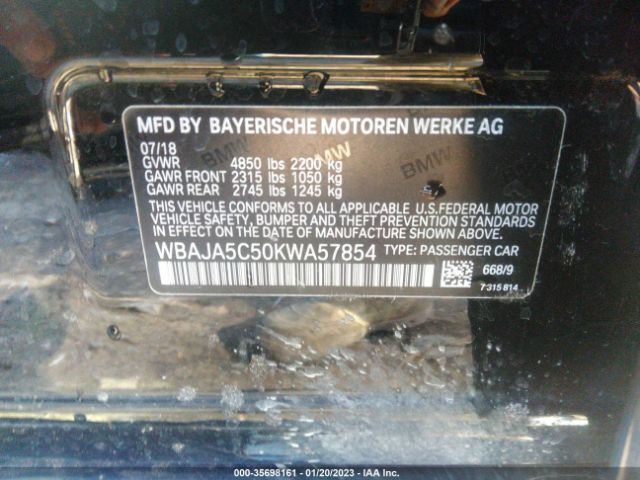 MFD BY BAYERISCHE MOTOREN WERKE AG
07/18
GVWR 4850 lbs 2200 kg
GAWR FRONT 2315 lbs 1050 kg
GAWR REAR 2745 lbs 1245 kg
BMW BMW BMW
THIS VEHICLE CONFORMS TO ALL APPLICABLE U.S.FEDERAL MOTOR
VEHICLE SAFETY, BUMPER AND THEFT PREVENTION STANDARDS
IN EFFECT ON THE DATE OF MANUFACTURE SHOWN ABOVE.
WBAJA5C50KWA57854 TYPE: PASSENGER CAR
668/9
7 315 814
000-35698161 - 01/20/2023 - IAA Inc.